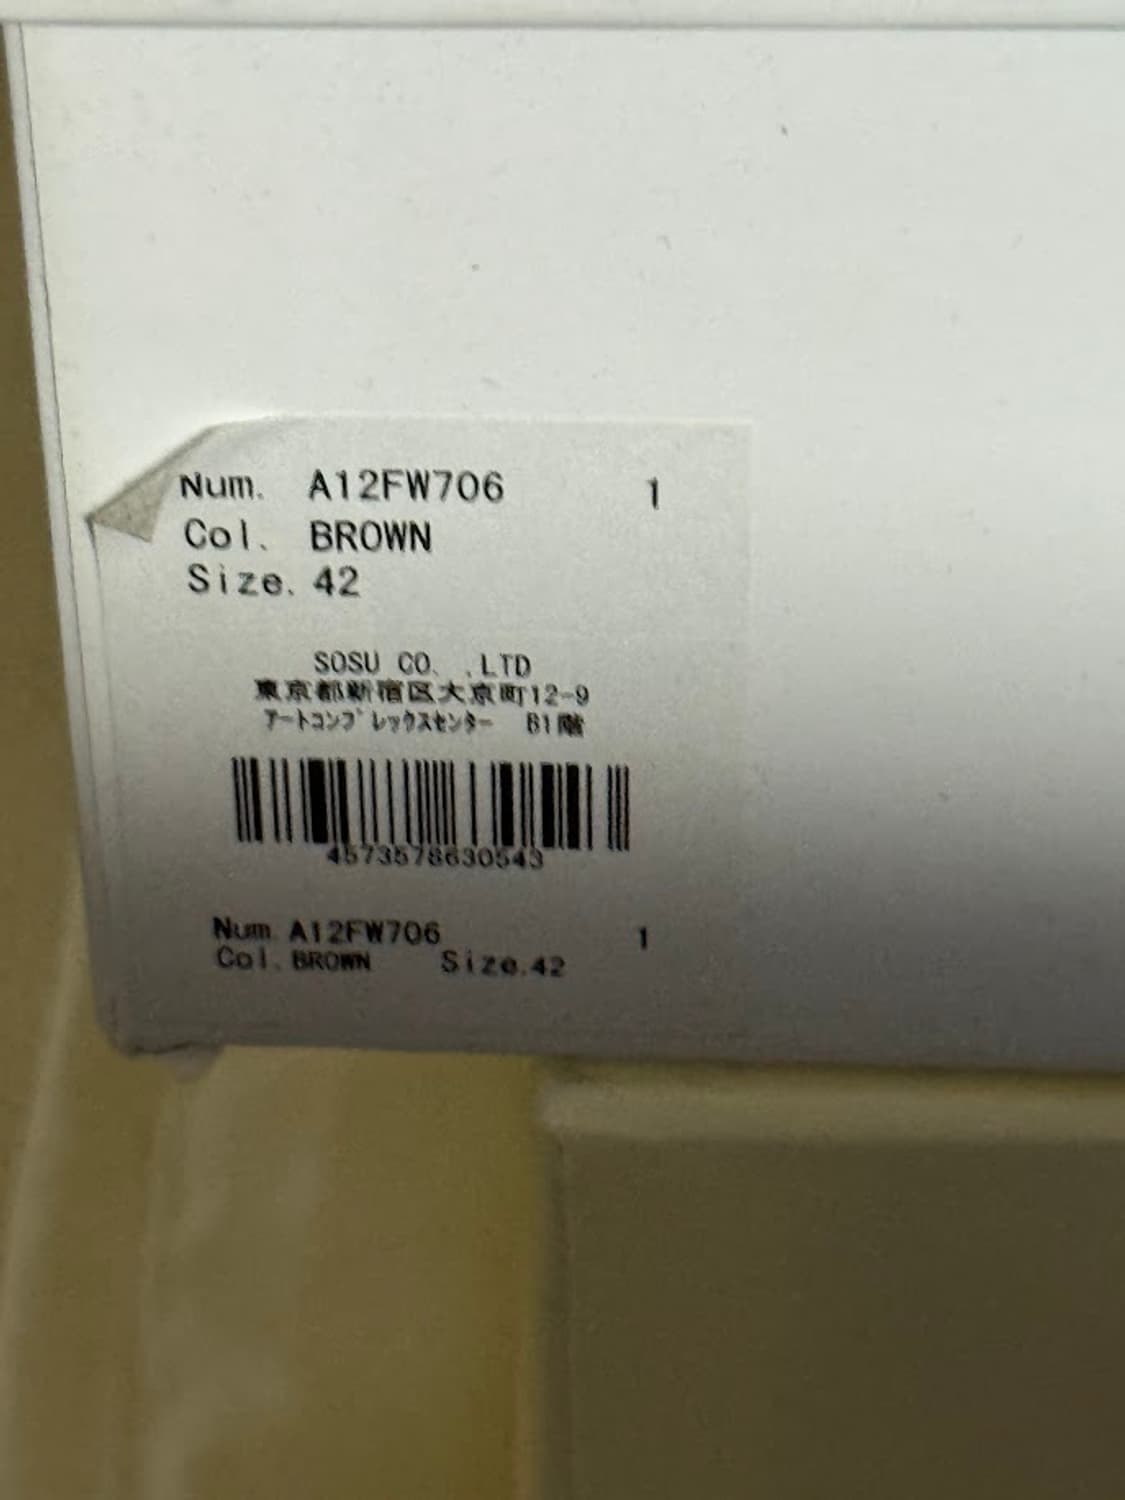 Num. A12FW706 1
Col. BROWN
Size. 42
SOSU CO. ,LTD
東京都新宿区大京町12-9
ｱｰﾄｺﾝﾌﾟﾚｯｸｽｾﾝﾀｰ B1階
4573578630543
Num. A12FW706 1
Col. BROWN Size.42